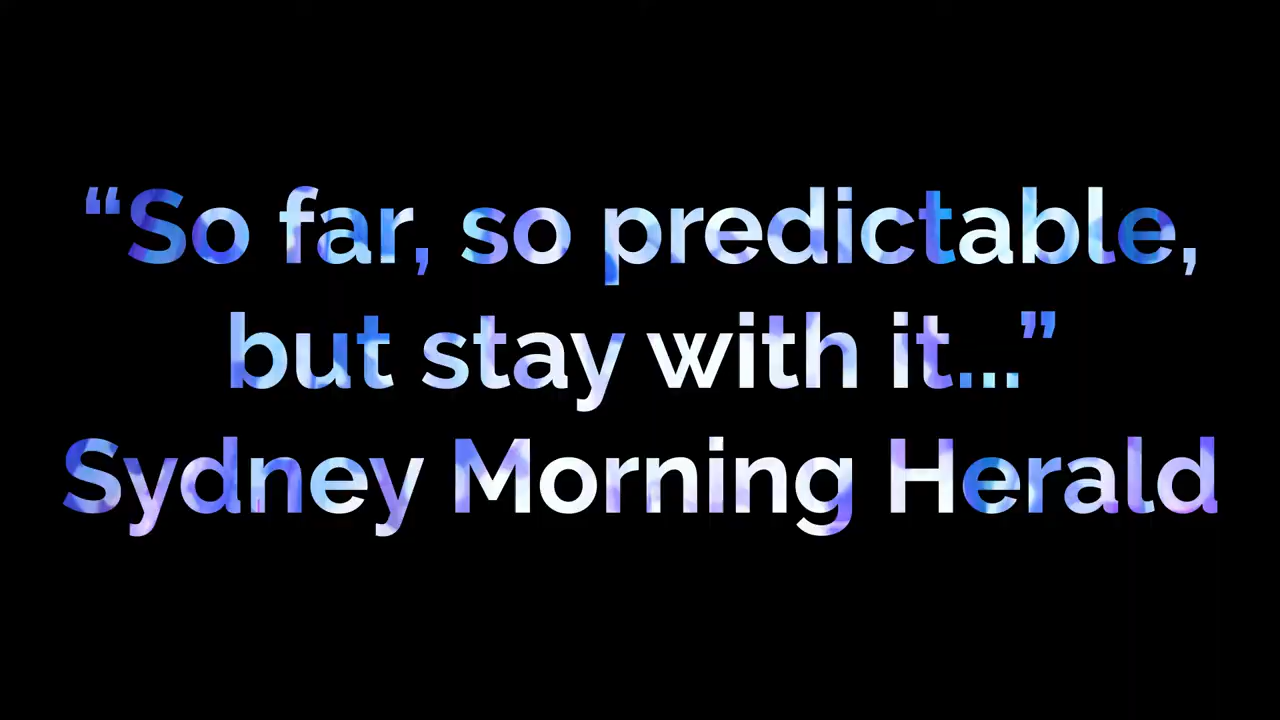 “So far, so predictable,
but stay with it...”
Sydney Morning Herald